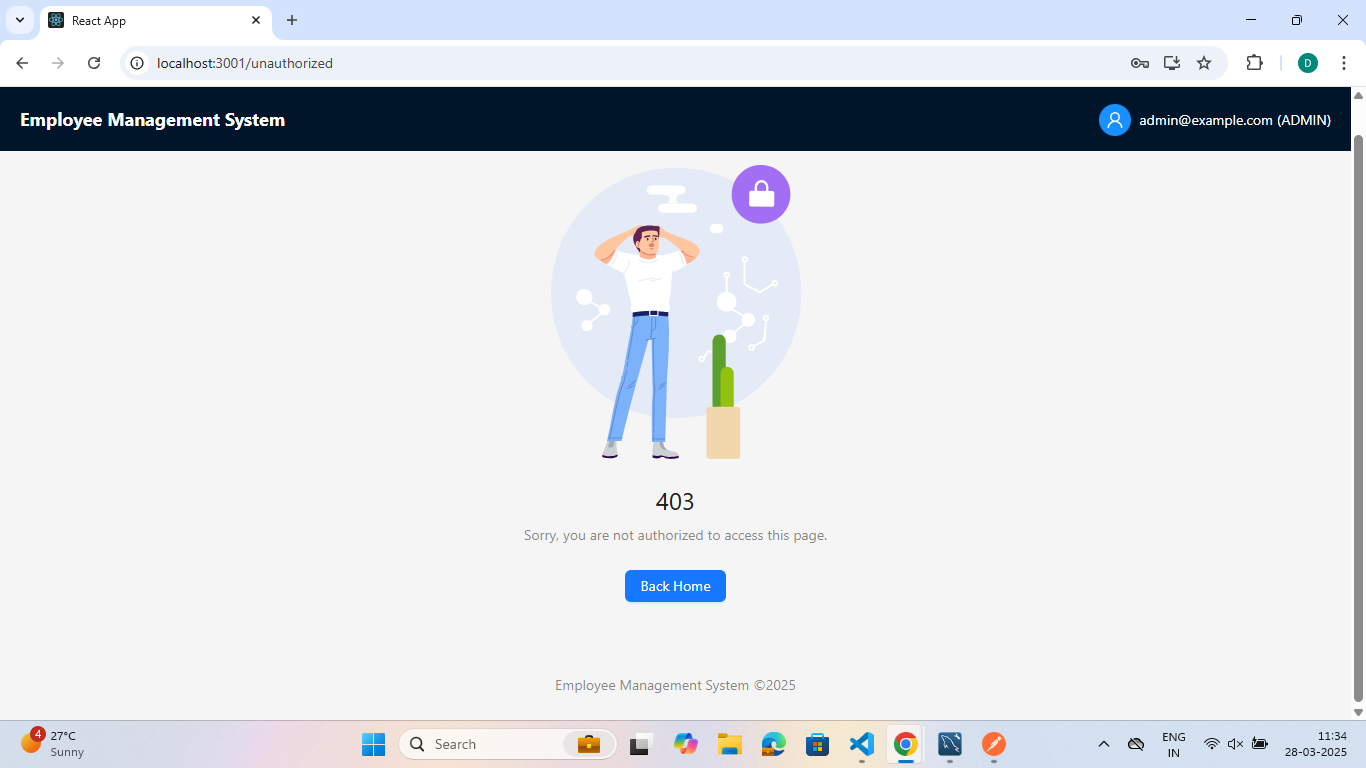 React App
localhost:3001/unauthorized
D
Employee Management System
admin@example.com (ADMIN)
403
Sorry, you are not authorized to access this page.
Back Home
Employee Management System ©2025
4
27°C
Sunny
Search
ENG
IN
11:34
28-03-2025